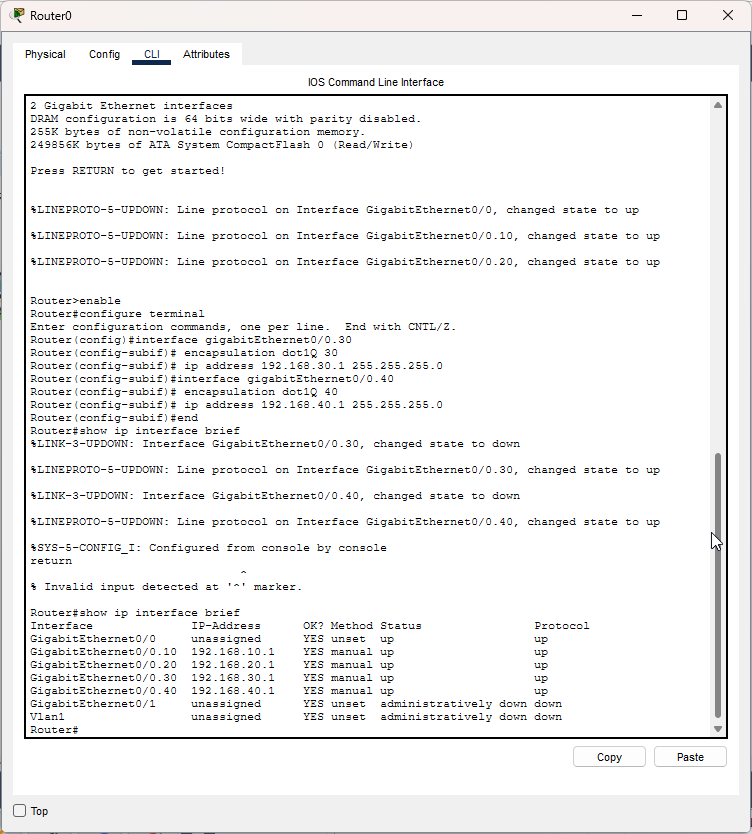 Router0
Physical Config CLI Attributes
IOS Command Line Interface
2 Gigabit Ethernet interfaces
DRAM configuration is 64 bits wide with parity disabled.
255K bytes of non-volatile configuration memory.
249856K bytes of ATA System CompactFlash 0 (Read/Write)
Press RETURN to get started!
%LINEPROTO-5-UPDOWN: Line protocol on Interface GigabitEthernet0/0, changed state to up
%LINEPROTO-5-UPDOWN: Line protocol on Interface GigabitEthernet0/0.10, changed state to up
%LINEPROTO-5-UPDOWN: Line protocol on Interface GigabitEthernet0/0.20, changed state to up
Router>enable
Router#configure terminal
Enter configuration commands, one per line.  End with CNTL/Z.
Router(config)#interface gigabitEthernet0/0.30
Router(config-subif)# encapsulation dot1Q 30
Router(config-subif)# ip address 192.168.30.1 255.255.255.0
Router(config-subif)#interface gigabitEthernet0/0.40
Router(config-subif)# encapsulation dot1Q 40
Router(config-subif)# ip address 192.168.40.1 255.255.255.0
Router(config-subif)#end
Router#show ip interface brief
%LINK-3-UPDOWN: Interface GigabitEthernet0/0.30, changed state to down
%LINEPROTO-5-UPDOWN: Line protocol on Interface GigabitEthernet0/0.30, changed state to up
%LINK-3-UPDOWN: Interface GigabitEthernet0/0.40, changed state to down
%LINEPROTO-5-UPDOWN: Line protocol on Interface GigabitEthernet0/0.40, changed state to up
%SYS-5-CONFIG_I: Configured from console by console
return
^
% Invalid input detected at '^' marker.
Router#show ip interface brief
Interface              IP-Address      OK? Method Status                Protocol
GigabitEthernet0/0     unassigned      YES unset  up                    up
GigabitEthernet0/0.10  192.168.10.1    YES manual up                    up
GigabitEthernet0/0.20  192.168.20.1    YES manual up                    up
GigabitEthernet0/0.30  192.168.30.1    YES manual up                    up
GigabitEthernet0/0.40  192.168.40.1    YES manual up                    up
GigabitEthernet0/1     unassigned      YES unset  administratively down down
Vlan1                  unassigned      YES unset  administratively down down
Router#
Copy Paste
Top